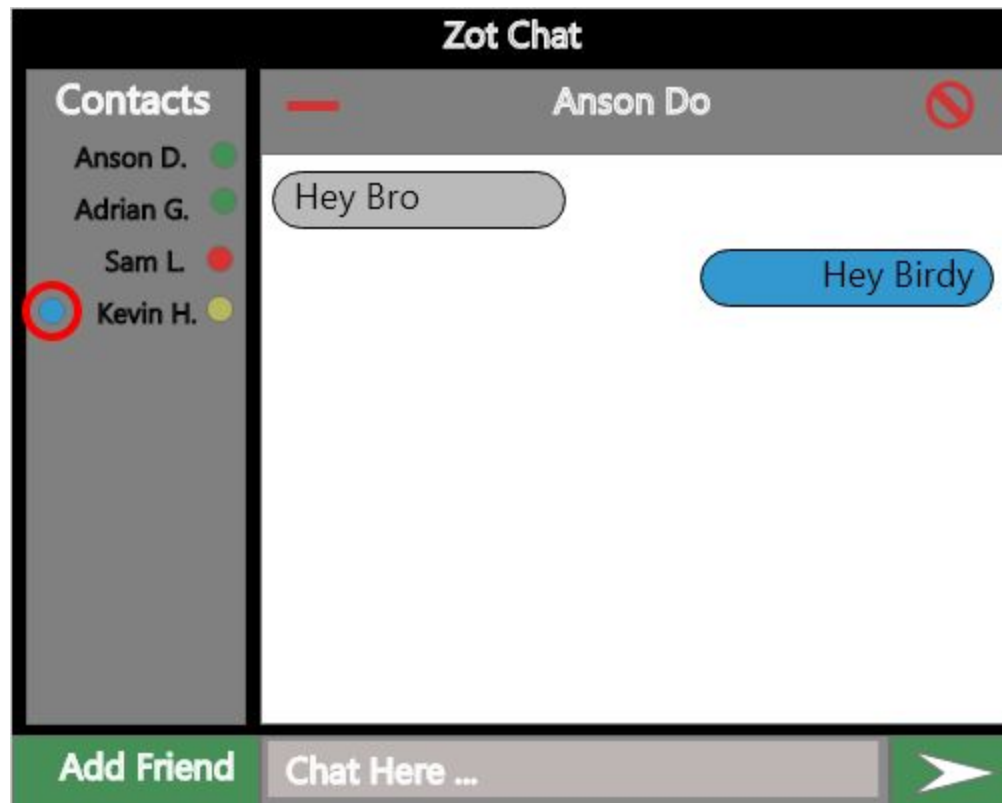 Zot Chat
Contacts
Anson D.
Adrian G.
Sam L.
Kevin H.
Anson Do
Hey Bro
Hey Birdy
Add Friend
Chat Here ...